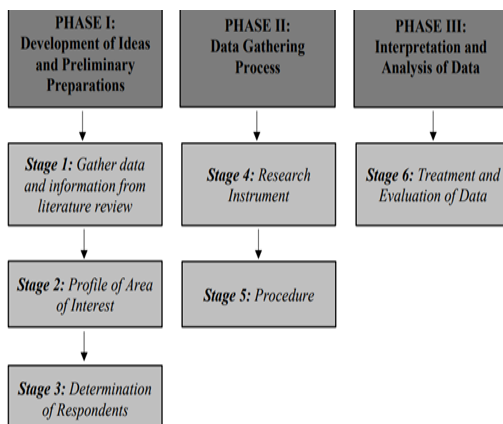 PHASE I:
Development of Ideas
and Preliminary
Preparations
Stage 1: Gather data
and information from
literature review
Stage 2: Profile of Area
of Interest
Stage 3: Determination
of Respondents
PHASE II:
Data Gathering
Process
Stage 4: Research
Instrument
Stage 5: Procedure
PHASE III:
Interpretation and
Analysis of Data
Stage 6: Treatment and
Evaluation of Data